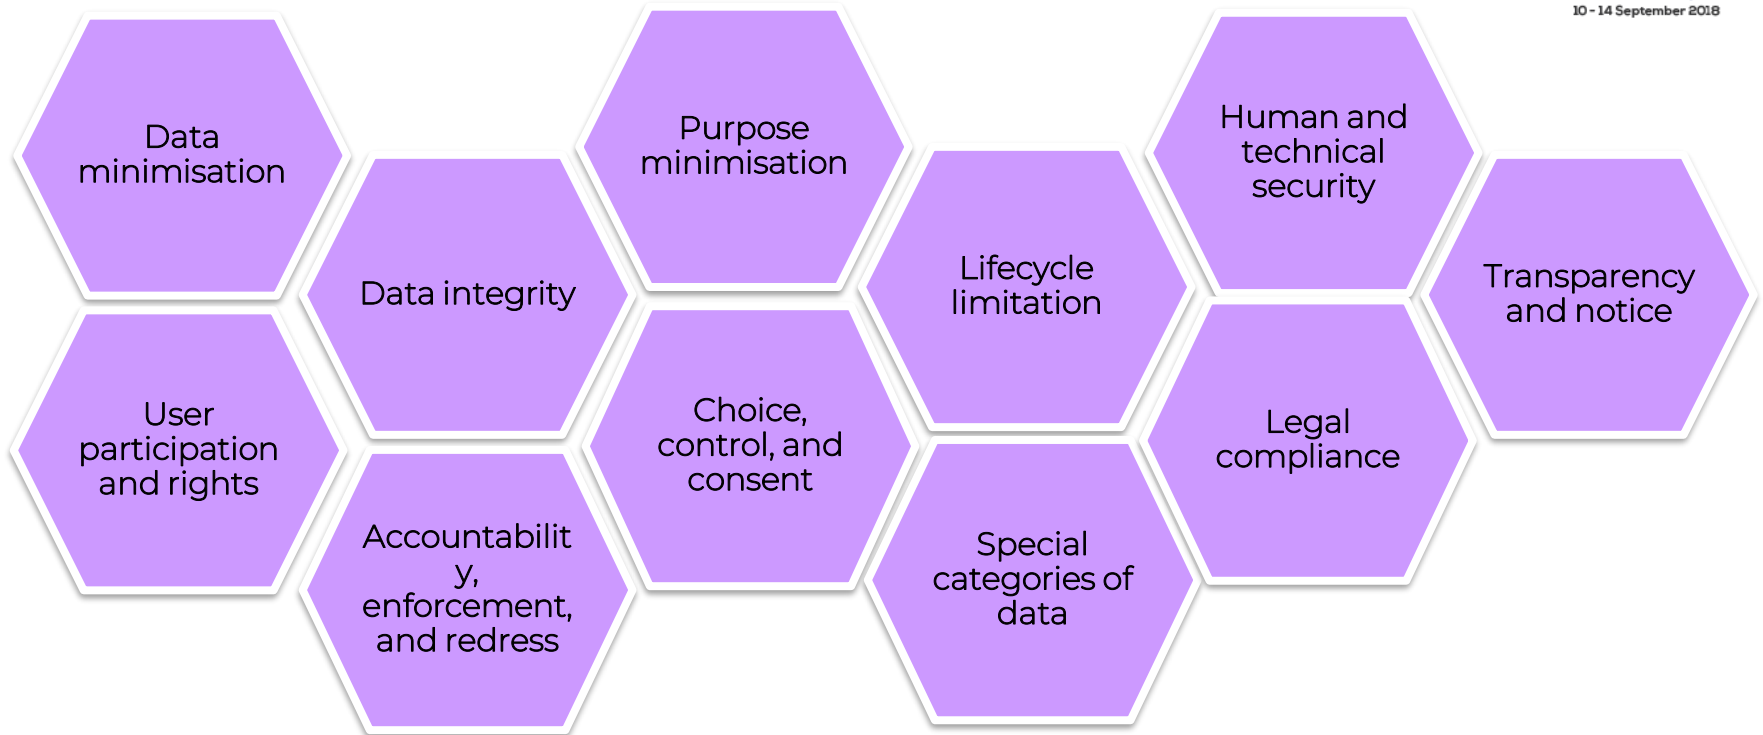 10 - 14 September 2018
Data
minimisation
Purpose
minimisation
Human and
technical
security
Data integrity
Lifecycle
limitation
Transparency
and notice
User
participation
and rights
Choice,
control, and
consent
Legal
compliance
Accountabilit
y,
enforcement,
and redress
Special
categories of
data